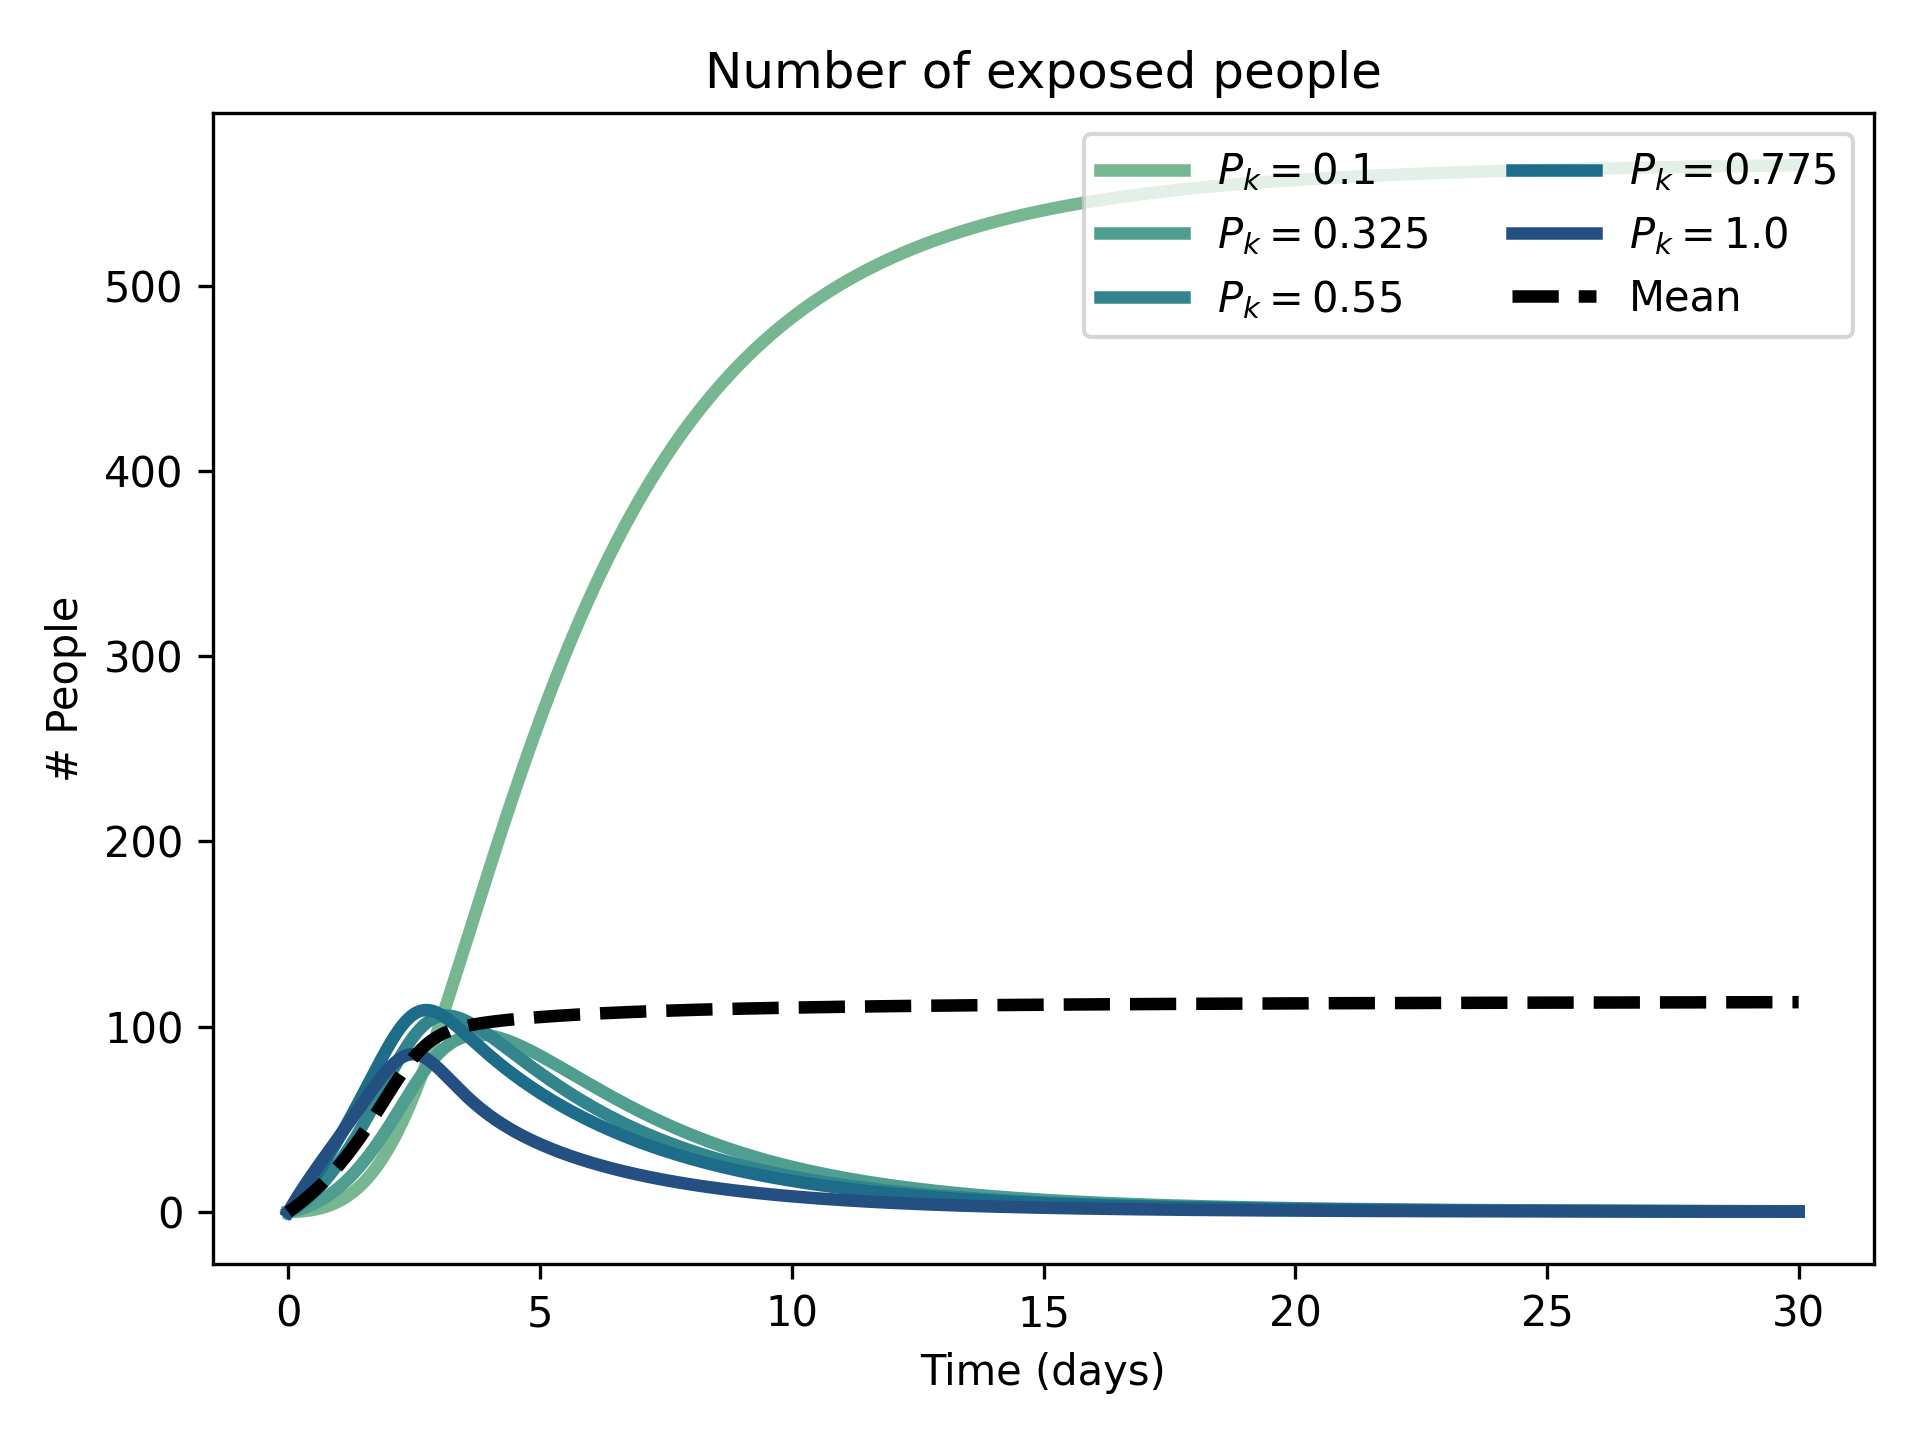 Number of exposed people
P_k = 0.1
P_k = 0.325
P_k = 0.55
P_k = 0.775
P_k = 1.0
Mean
# People
500
400
300
200
100
0
0 5 10 15 20 25 30
Time (days)